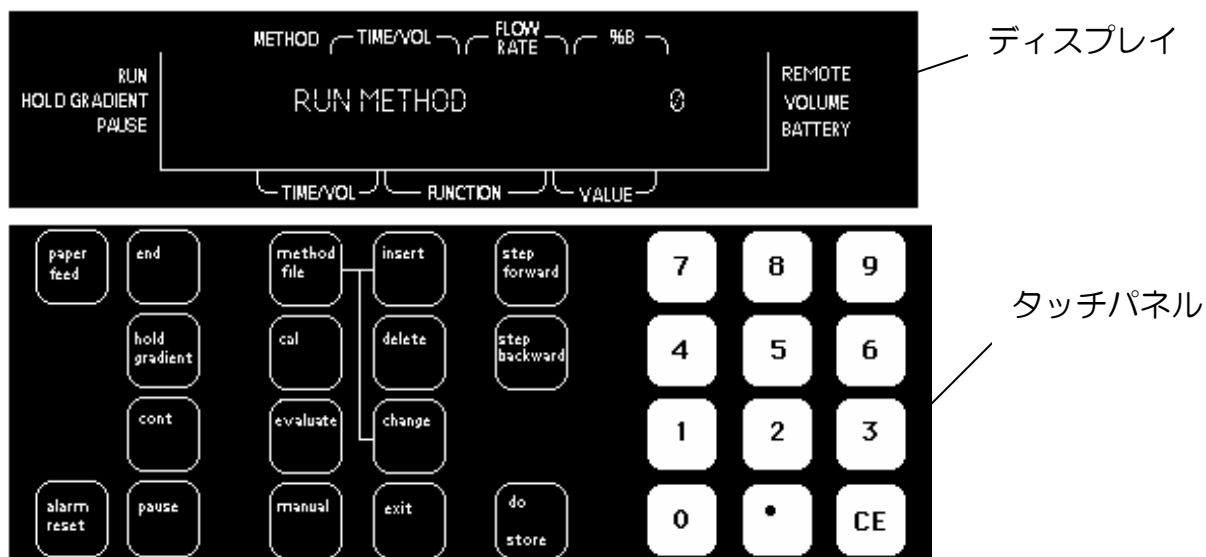 METHOD TIME/VOL FLOW RATE %B
ディスプレイ
RUN
HOLD GRADIENT
PAUSE
RUN METHOD 0
REMOTE
VOLUME
BATTERY
TIME/VOL FUNCTION VALUE
タッチパネル
paper feed
end
method file
insert
step forward
7 8 9
hold gradient
cal
delete
step backward
4 5 6
cont
evaluate
change
1 2 3
alarm reset
pause
manual
exit
do store
0 • CE